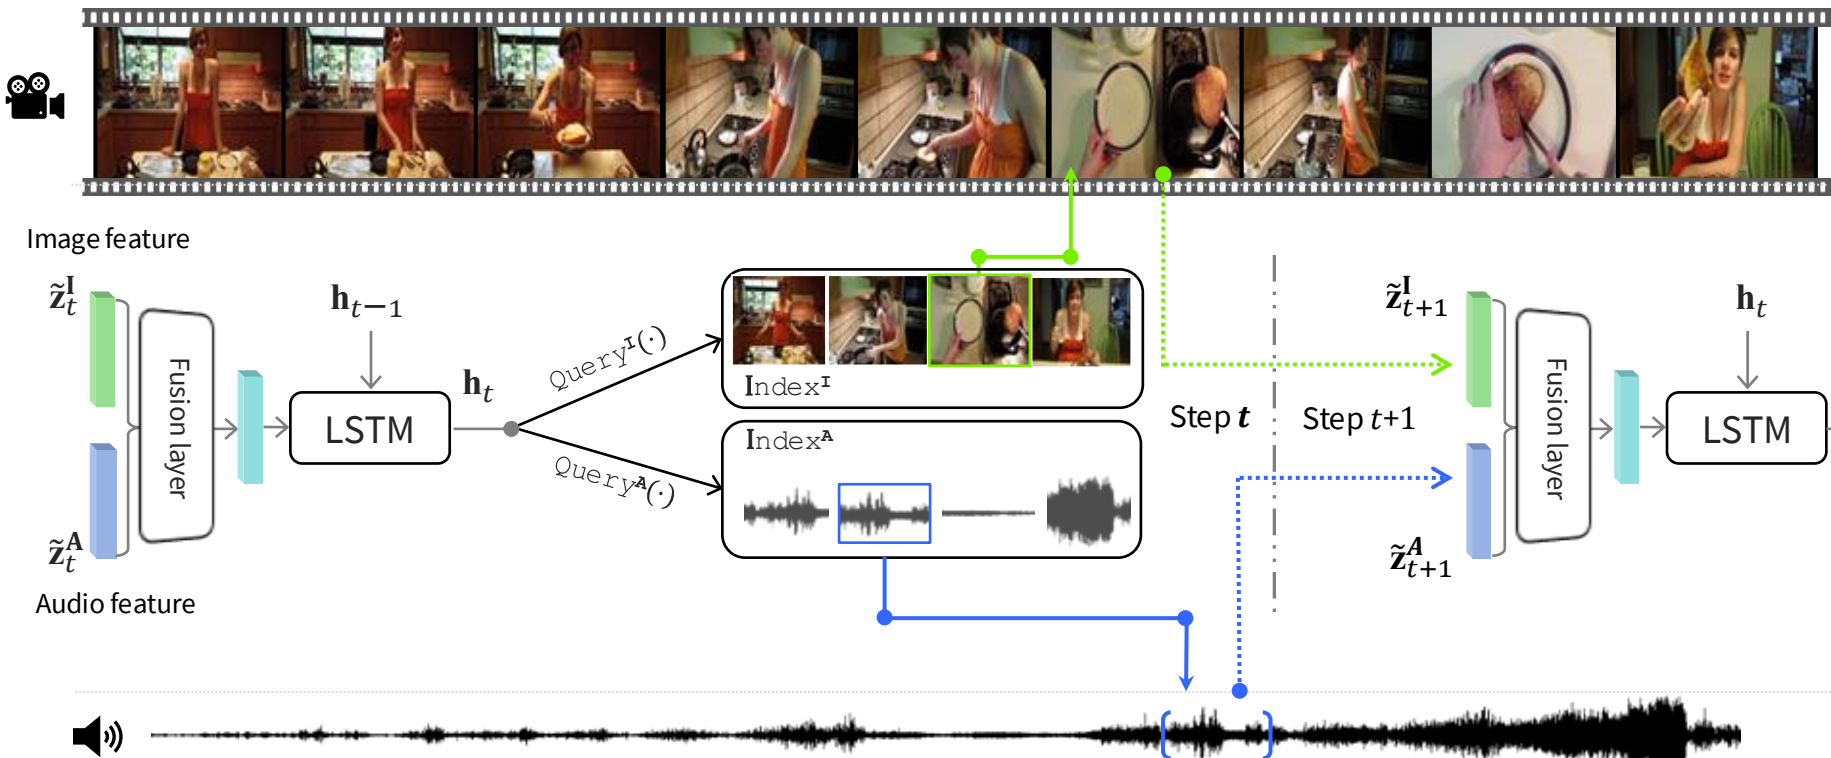 Image feature
z̃ᴵₜ
hₜ₋₁
Fusion layer
LSTM
hₜ
Queryᴵ(·)
Queryᴬ(·)
Indexᴵ
Indexᴬ
z̃ᴬₜ
Audio feature
Step t
Step t+1
z̃ᴵₜ₊₁
hₜ
Fusion layer
LSTM
z̃ᴬₜ₊₁